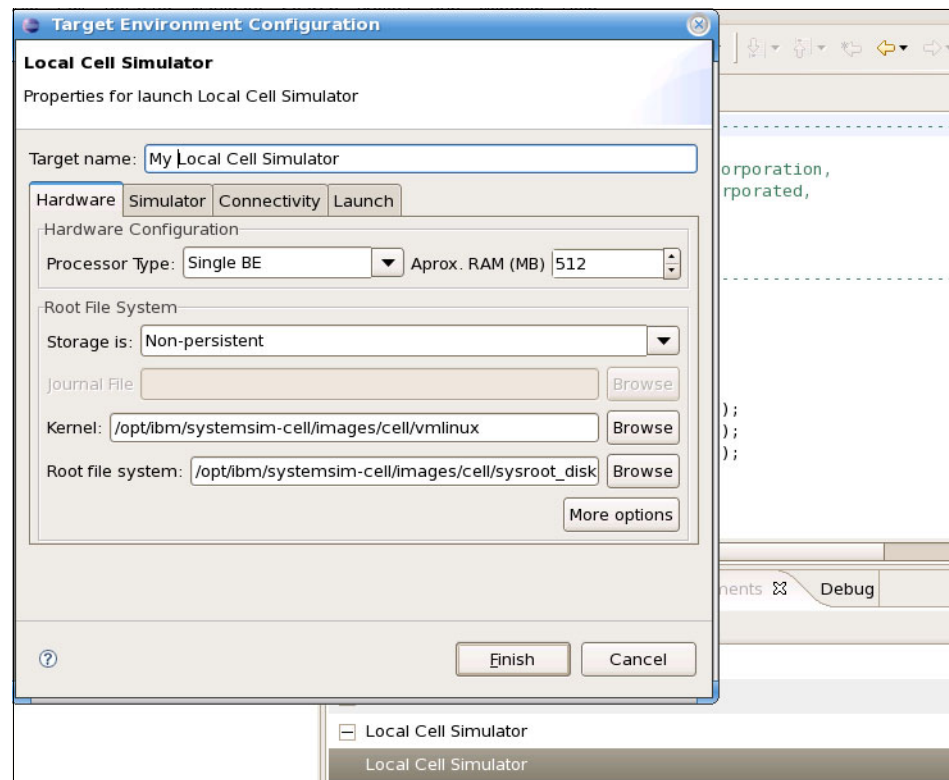 Target Environment Configuration
Local Cell Simulator
Properties for launch Local Cell Simulator
Target name: My Local Cell Simulator
Hardware Simulator Connectivity Launch
Hardware Configuration
Processor Type: Single BE Aprox. RAM (MB) 512
Root File System
Storage is: Non-persistent
Journal File Browse
Kernel: /opt/ibm/systemsim-cell/images/cell/vmlinux Browse
Root file system: /opt/ibm/systemsim-cell/images/cell/sysroot_disk Browse
More options
Finish Cancel
orporation,
rporated,
);
);
);
nents Debug
Local Cell Simulator
Local Cell Simulator